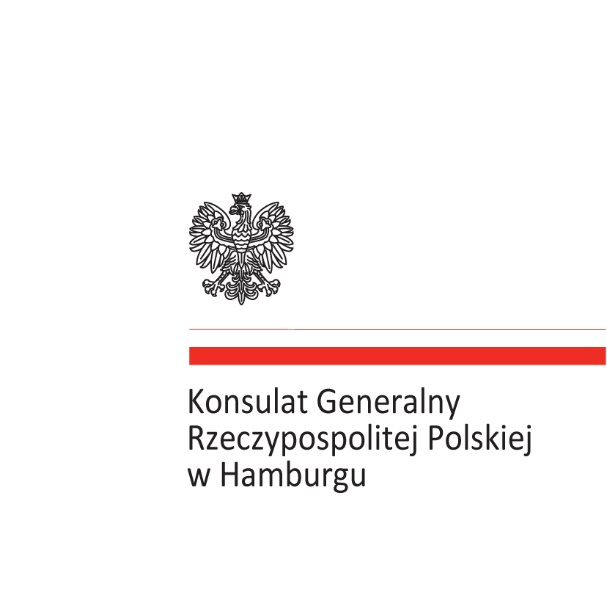 Konsulat Generalny
Rzeczypospolitej Polskiej
w Hamburgu